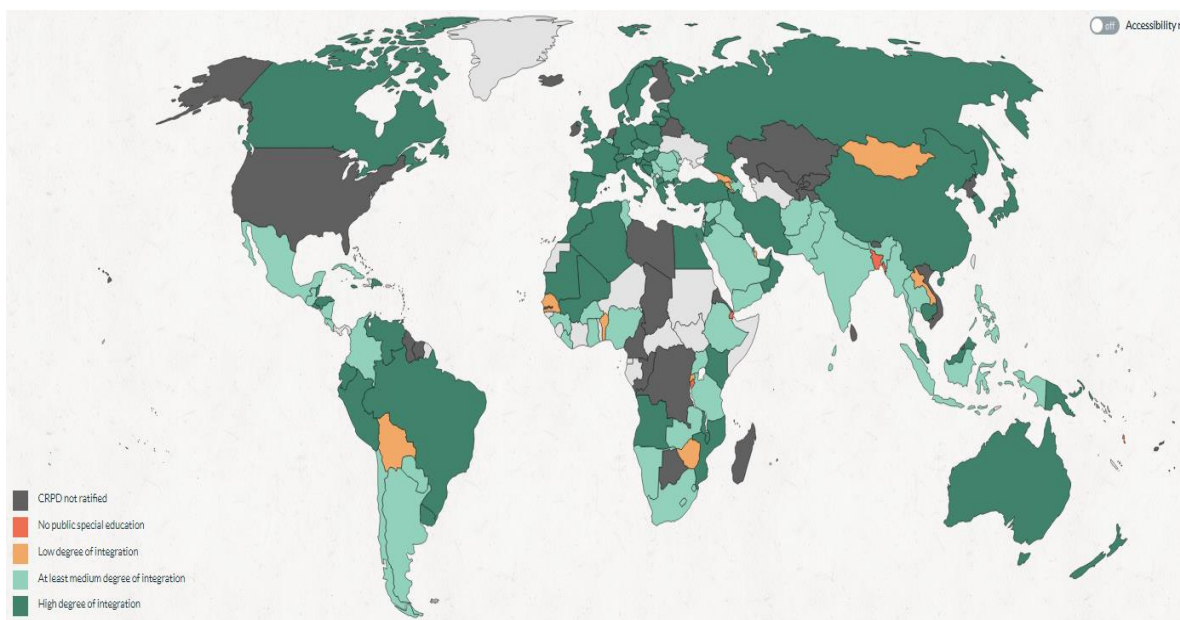 off Accessibility
CRPD not ratified
No public special education
Low degree of integration
At least medium degree of integration
High degree of integration